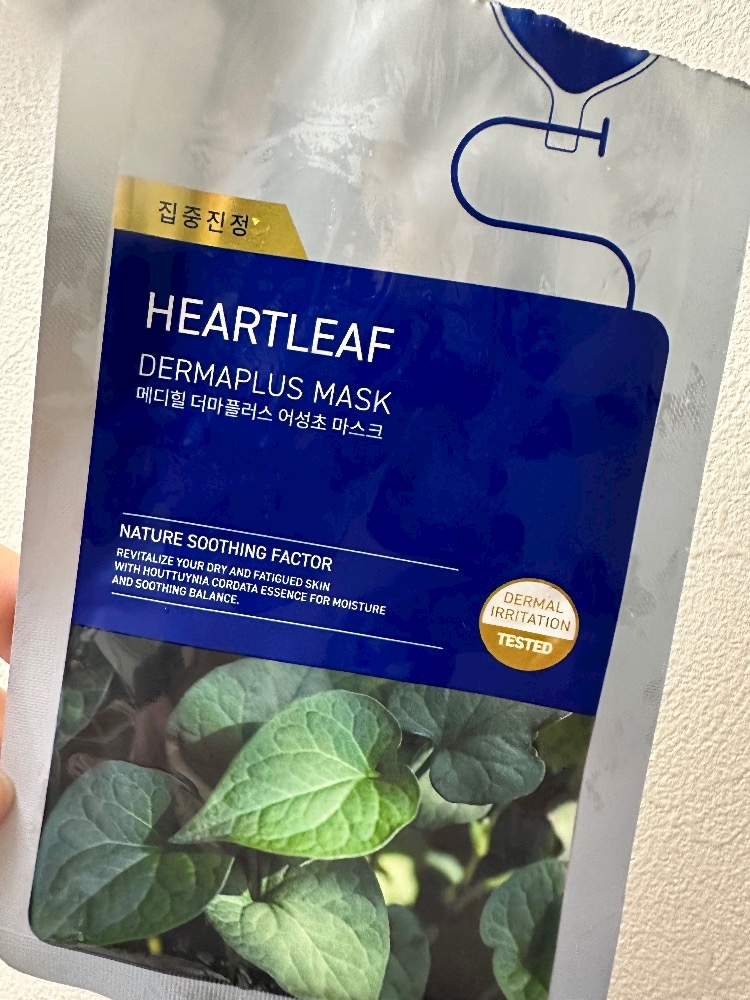 집중진정
HEARTLEAF
DERMAPLUS MASK
메디힐 더마플러스 어성초 마스크
NATURE SOOTHING FACTOR
REVITALIZE YOUR DRY AND FATIGUED SKIN
WITH HOUTTUYNIA CORDATA ESSENCE FOR MOISTURE
AND SOOTHING BALANCE.
DERMAL
IRRITATION
TESTED